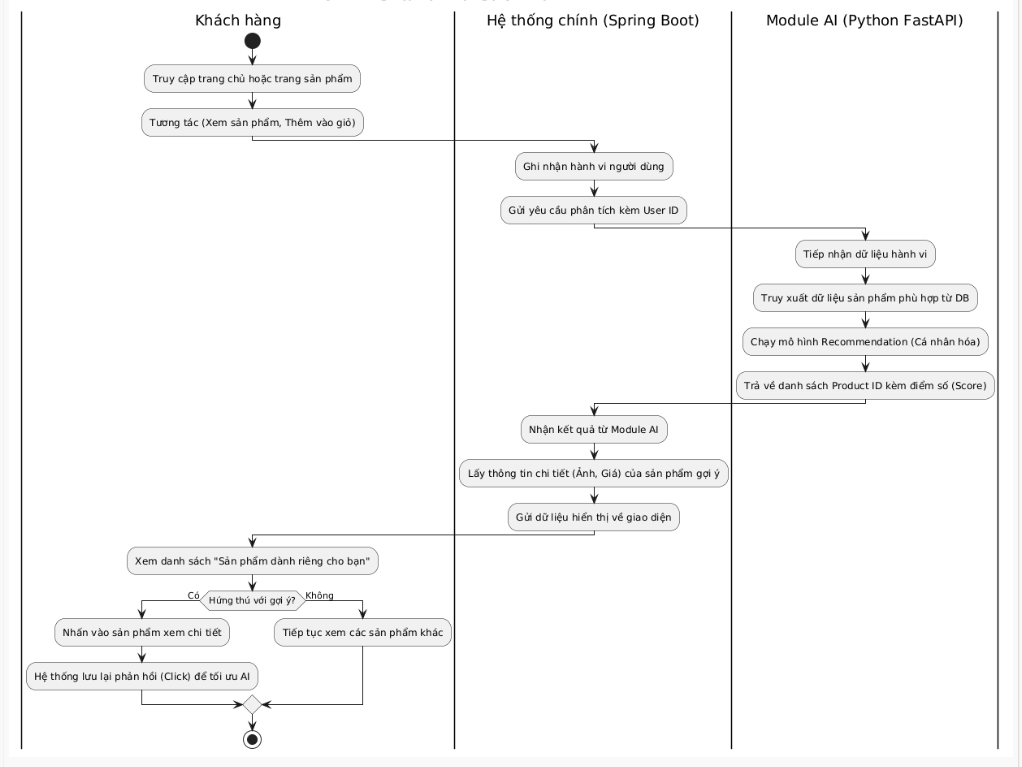 Khách hàng
Hệ thống chính (Spring Boot)
Module AI (Python FastAPI)
Truy cập trang chủ hoặc trang sản phẩm
Tương tác (Xem sản phẩm, Thêm vào giỏ)
Ghi nhận hành vi người dùng
Gửi yêu cầu phân tích kèm User ID
Tiếp nhận dữ liệu hành vi
Truy xuất dữ liệu sản phẩm phù hợp từ DB
Chạy mô hình Recommendation (Cá nhân hóa)
Trả về danh sách Product ID kèm điểm số (Score)
Nhận kết quả từ Module AI
Lấy thông tin chi tiết (Ảnh, Giá) của sản phẩm gợi ý
Gửi dữ liệu hiển thị về giao diện
Xem danh sách "Sản phẩm dành riêng cho bạn"
Có
Hứng thú với gợi ý?
Không
Nhấn vào sản phẩm xem chi tiết
Tiếp tục xem các sản phẩm khác
Hệ thống lưu lại phản hồi (Click) để tối ưu AI